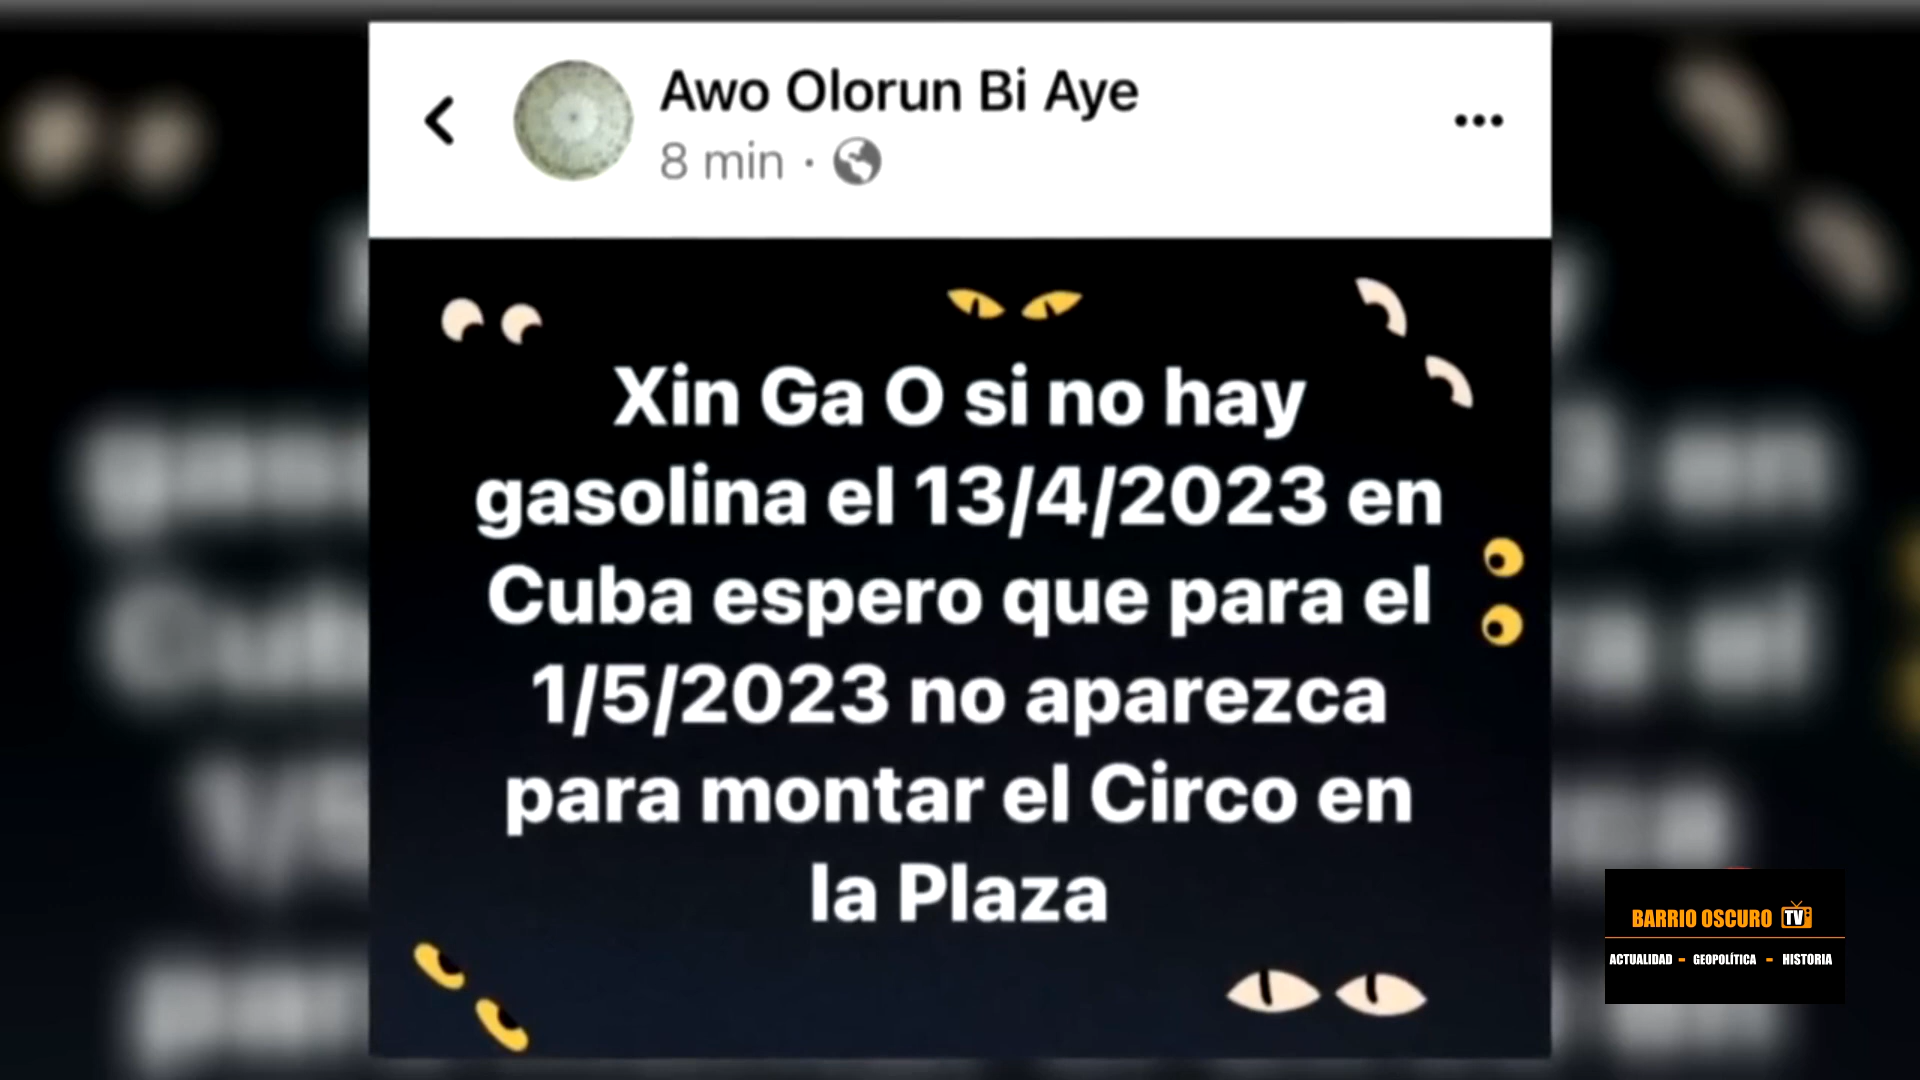 Awo Olorun Bi Aye
8 min ·
Xin Ga O si no hay
gasolina el 13/4/2023 en
Cuba espero que para el
1/5/2023 no aparezca
para montar el Circo en
la Plaza
BARRIO OSCURO TV
ACTUALIDAD - GEOPOLÍTICA - HISTORIA